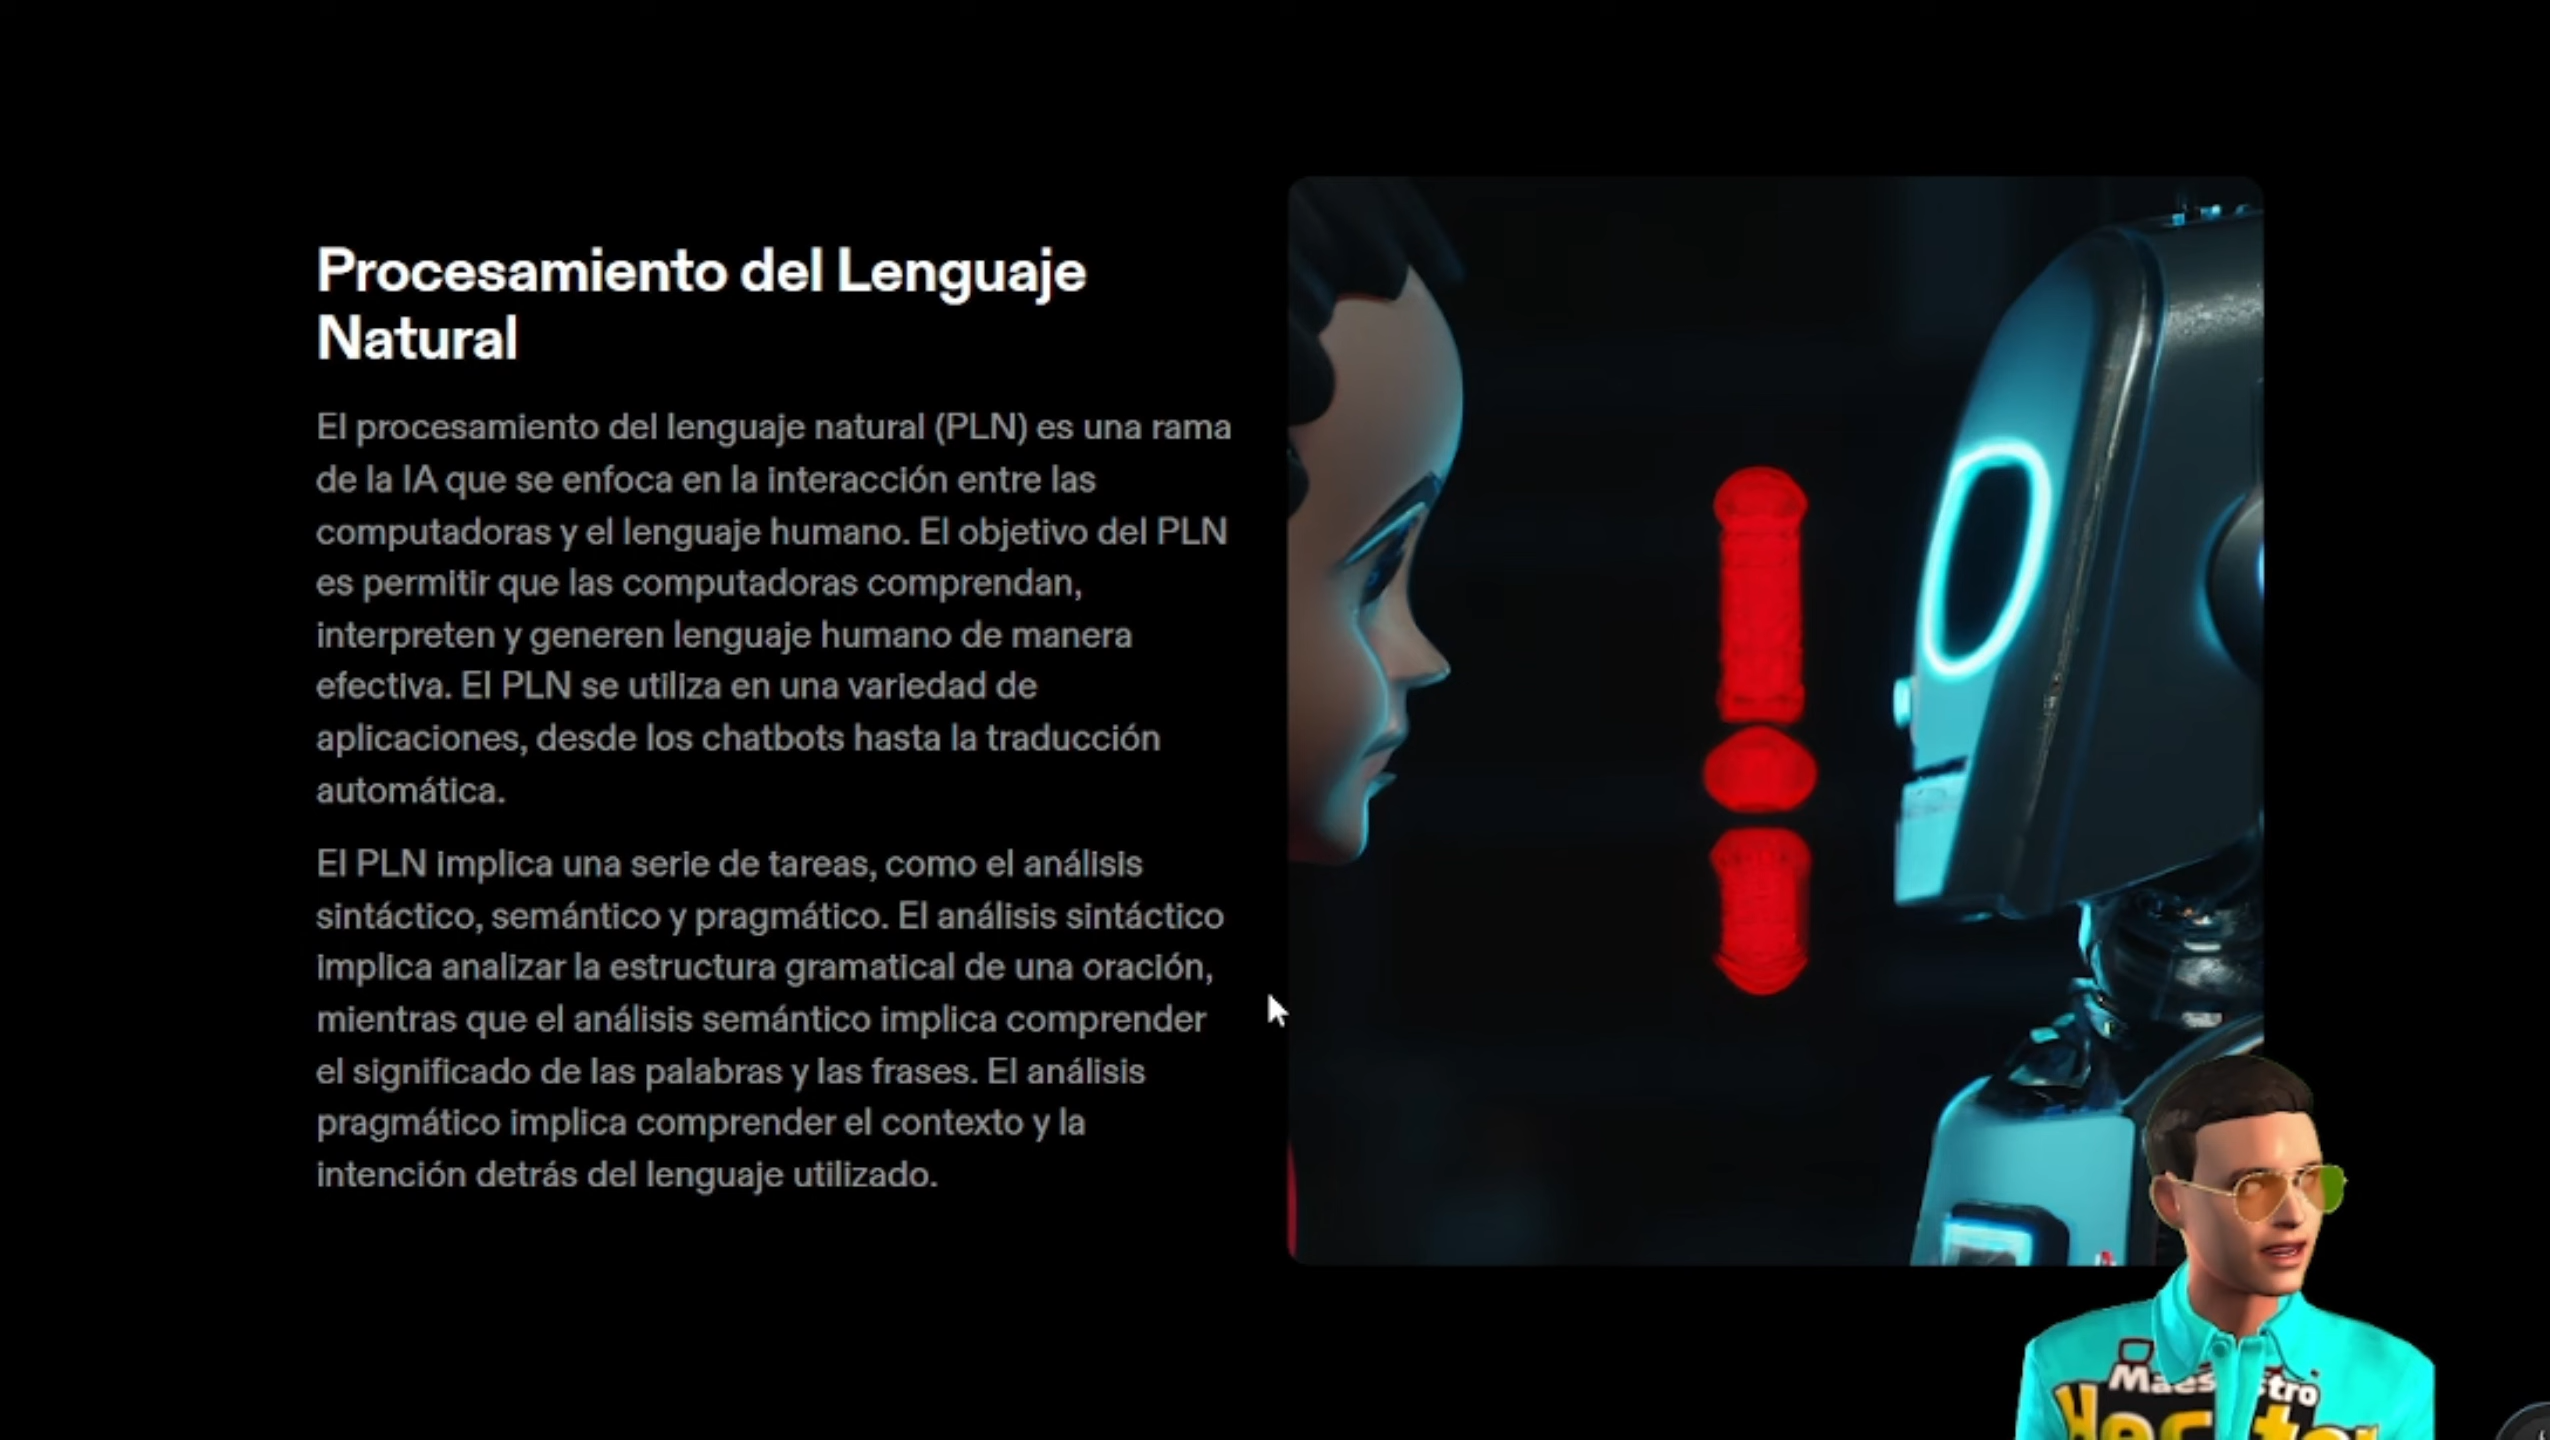 Procesamiento del Lenguaje
Natural
El procesamiento del lenguaje natural (PLN) es una rama
de la IA que se enfoca en la interacción entre las
computadoras y el lenguaje humano. El objetivo del PLN
es permitir que las computadoras comprendan,
interpreten y generen lenguaje humano de manera
efectiva. El PLN se utiliza en una variedad de
aplicaciones, desde los chatbots hasta la traducción
automática.
El PLN implica una serie de tareas, como el análisis
sintáctico, semántico y pragmático. El análisis sintáctico
implica analizar la estructura gramatical de una oración,
mientras que el análisis semántico implica comprender
el significado de las palabras y las frases. El análisis
pragmático implica comprender el contexto y la
intención detrás del lenguaje utilizado.